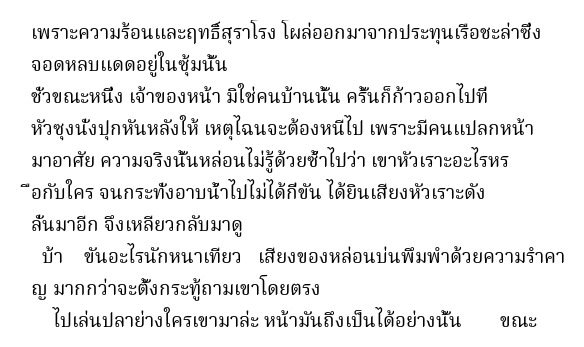 เพราะความร้อนและฤทธิ์สุราโรง โผล่ออกมาจากประทุนเรือชะล่าซึ่ง
จอดหลบแดดอยู่ในซุ้มนั้น
ชั่วขณะหนึ่ง เจ้าของหน้า มิใช่คนบ้านนั้น ครั้นก็ก้าวออกไปที่
หัวซุงนั่งปุกหันหลังให้ เหตุไฉนจะต้องหนีไป เพราะมีคนแปลกหน้า
มาอาศัย ความจริงนั้นหล่อนไม่รู้ด้วยซ้ำไปว่า เขาหัวเราะอะไรหร
ือกับใคร จนกระทั่งอาบน้ำไปไม่ได้กี่ขัน ได้ยินเสียงหัวเราะดัง
ลั่นมาอีก จึงเหลียวกลับมาดู
บ้า ขันอะไรนักหนาเทียว เสียงของหล่อนบ่นพึมพำด้วยความรำคา
ญ มากกว่าจะตั้งกระทู้ถามเขาโดยตรง
ไปเล่นปลาย่างใครเขามาล่ะ หน้ามันถึงเป็นได้อย่างนั้น ขณะ